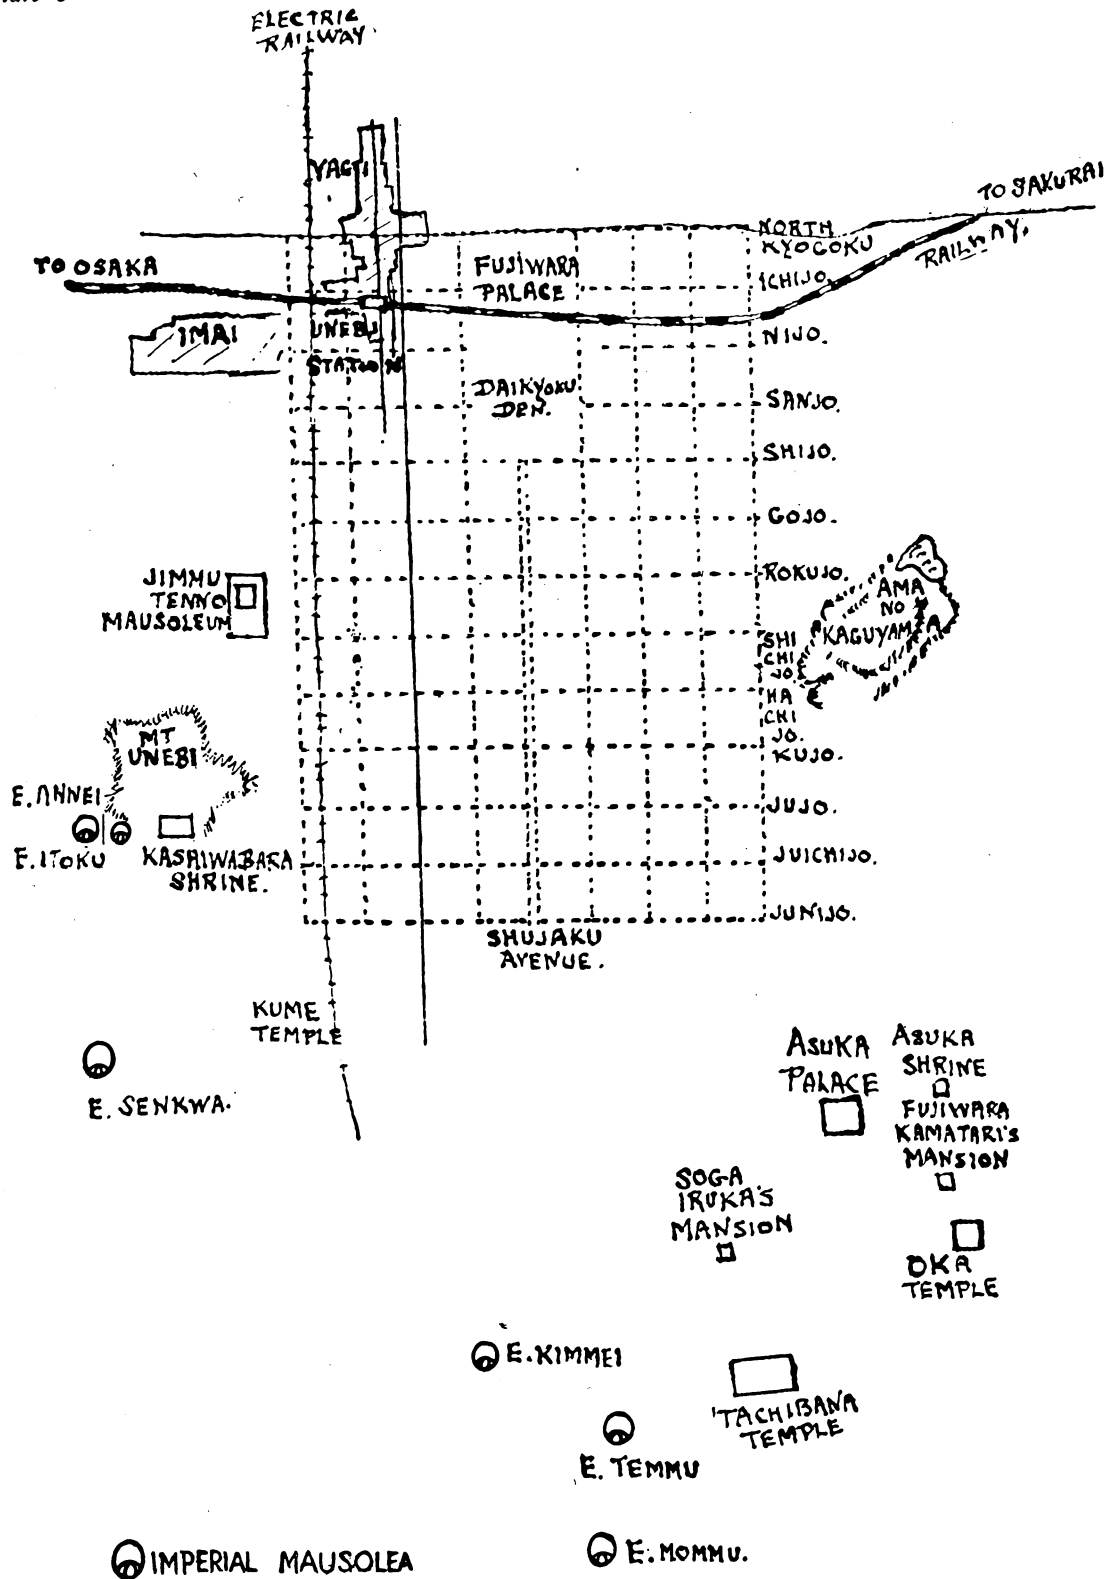 ELECTRIC
RAILWAY.
YAGI
TO SAKURAI
NORTH
KYOGOKU
RAILWAY.
TO OSAKA
FUJIWARA
PALACE
ICHIJO.
IMAI
UNEBI
STATION
NIJO.
DAIKYOKU
DEN.
SANJO.
SHIJO.
GOJO.
ROKUJO.
JIMMU
TENNO
MAUSOLEUM
AMA
NO
KAGUYAMA
SHI
CHI
JO.
HA
CHI
JO.
MT
UNEBI
KUJO.
E. ANNEI
JUJO.
E. ITOKU
KASHIWABARA
SHRINE.
JUICHIJO.
JUNIJO.
SHUJAKU
AVENUE.
KUME
TEMPLE
E. SENKWA.
ASUKA
PALACE
ASUKA
SHRINE
FUJIWARA
KAMATARI'S
MANSION
SOGA
IRUKA'S
MANSION
OKA
TEMPLE
E. KIMMEI
TACHIBANA
TEMPLE
E. TEMMU
IMPERIAL MAUSOLEA
E. MOMMU.